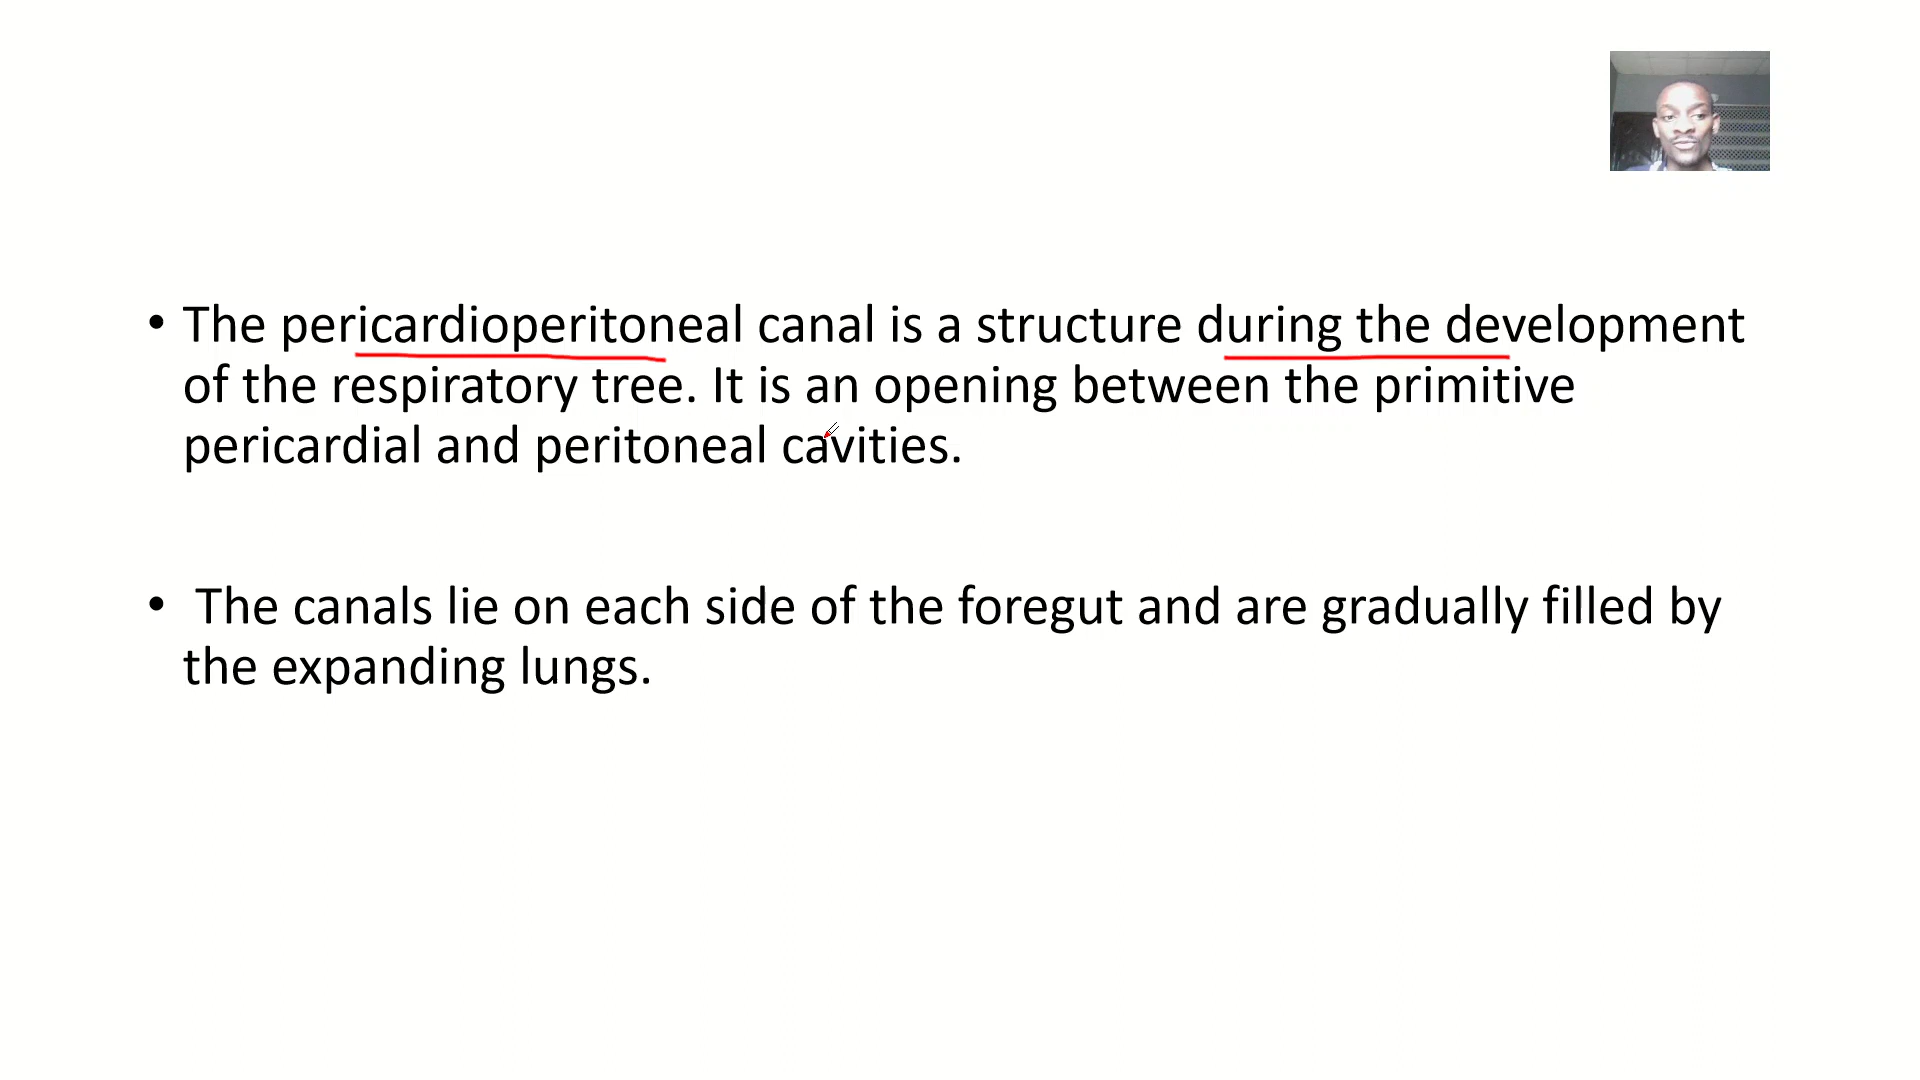 • The pericardioperitoneal canal is a structure during the development
of the respiratory tree. It is an opening between the primitive
pericardial and peritoneal cavities.
• The canals lie on each side of the foregut and are gradually filled by
the expanding lungs.